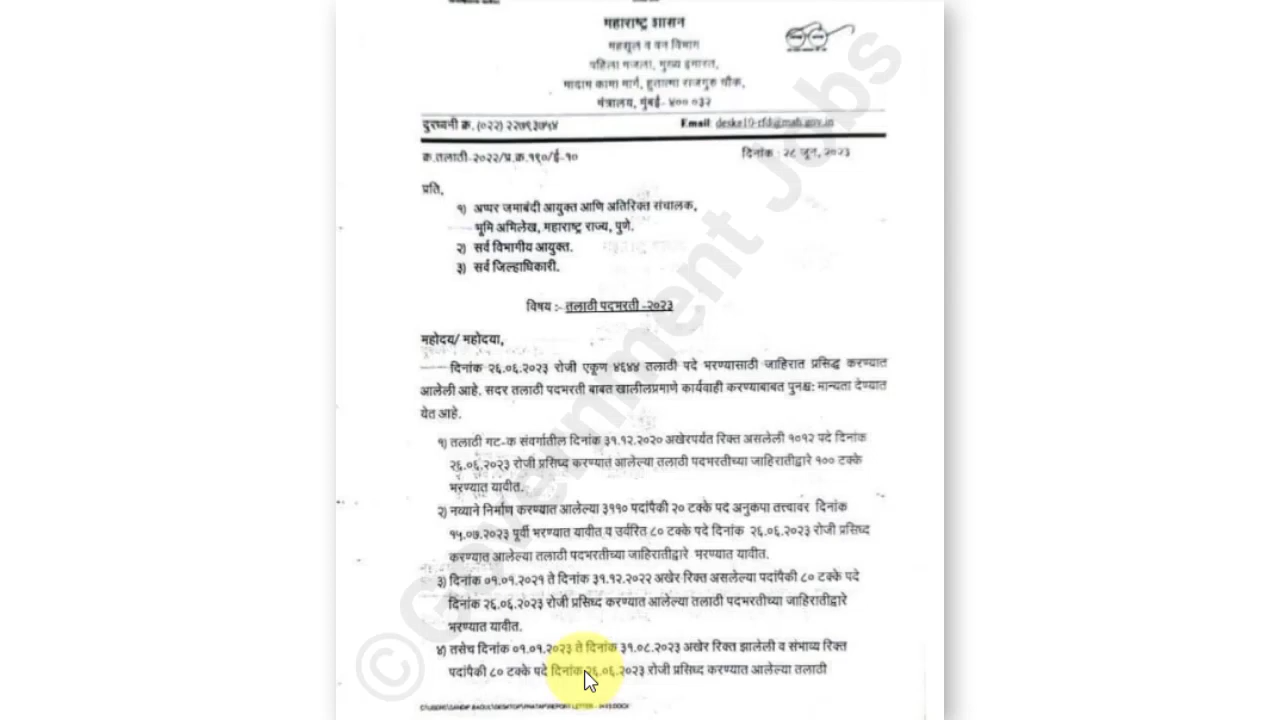 महाराष्ट्र शासन
महसूल व वन विभाग
पहिला मजला, मुख्य इमारत,
मादाम कामा मार्ग, हुतात्मा राजगुरु चौक,
मंत्रालय, मुंबई- ४०० ०३२
दुरध्वनी क्र. (०२२) २२७९३७५४
Email
क्र.तलाठी-२०२२/प्र.क्र.१९०/ई-१०
दिनांक : २८ जून, २०२३
प्रति,
१) अप्पर जमाबंदी आयुक्त आणि अतिरिक्त संचालक,
भूमि अभिलेख, महाराष्ट्र राज्य, पुणे.
२) सर्व विभागीय आयुक्त.
३) सर्व जिल्हाधिकारी.
विषय :- तलाठी पदभरती -२०२३
महोदय/ महोदया,
दिनांक २६.०६.२०२३ रोजी एकूण ४६४४ तलाठी पदे भरण्यासाठी जाहिरात प्रसिद्ध करण्यात
आलेली आहे. सदर तलाठी पदभरती बाबत खालीलप्रमाणे कार्यवाही करण्याबाबत पुनश्च: मान्यता देण्यात
येत आहे.
१) तलाठी गट-क संवर्गातील दिनांक ३१.१२.२०२० अखेरपर्यंत रिक्त असलेली १०१२ पदे दिनांक
२६.०६.२०२३ रोजी प्रसिध्द करण्यात आलेल्या तलाठी पदभरतीच्या जाहिरातीद्वारे १०० टक्के
भरण्यात यावीत.
२) नव्याने निर्माण करण्यात आलेल्या ३११० पदांपैकी २० टक्के पदे अनुकंपा तत्त्वावर दिनांक
१५.०७.२०२३ पूर्वी भरण्यात यावीत व उर्वरित ८० टक्के पदे दिनांक २६.०६.२०२३ रोजी प्रसिध्द
करण्यात आलेल्या तलाठी पदभरतीच्या जाहिरातीद्वारे भरण्यात यावीत.
३) दिनांक ०१.०१.२०२१ ते दिनांक ३१.१२.२०२२ अखेर रिक्त असलेल्या पदांपैकी ८० टक्के पदे
दिनांक २६.०६.२०२३ रोजी प्रसिध्द करण्यात आलेल्या तलाठी पदभरतीच्या जाहिरातीद्वारे
भरण्यात यावीत.
४) तसेच दिनांक ०१.०१.२०२३ ते दिनांक ३१.०८.२०२३ अखेर रिक्त झालेली व संभाव्य रिक्त
पदांपैकी ८० टक्के पदे दिनांक २६.०६.२०२३ रोजी प्रसिध्द करण्यात आलेल्या तलाठी
©Government Jobs